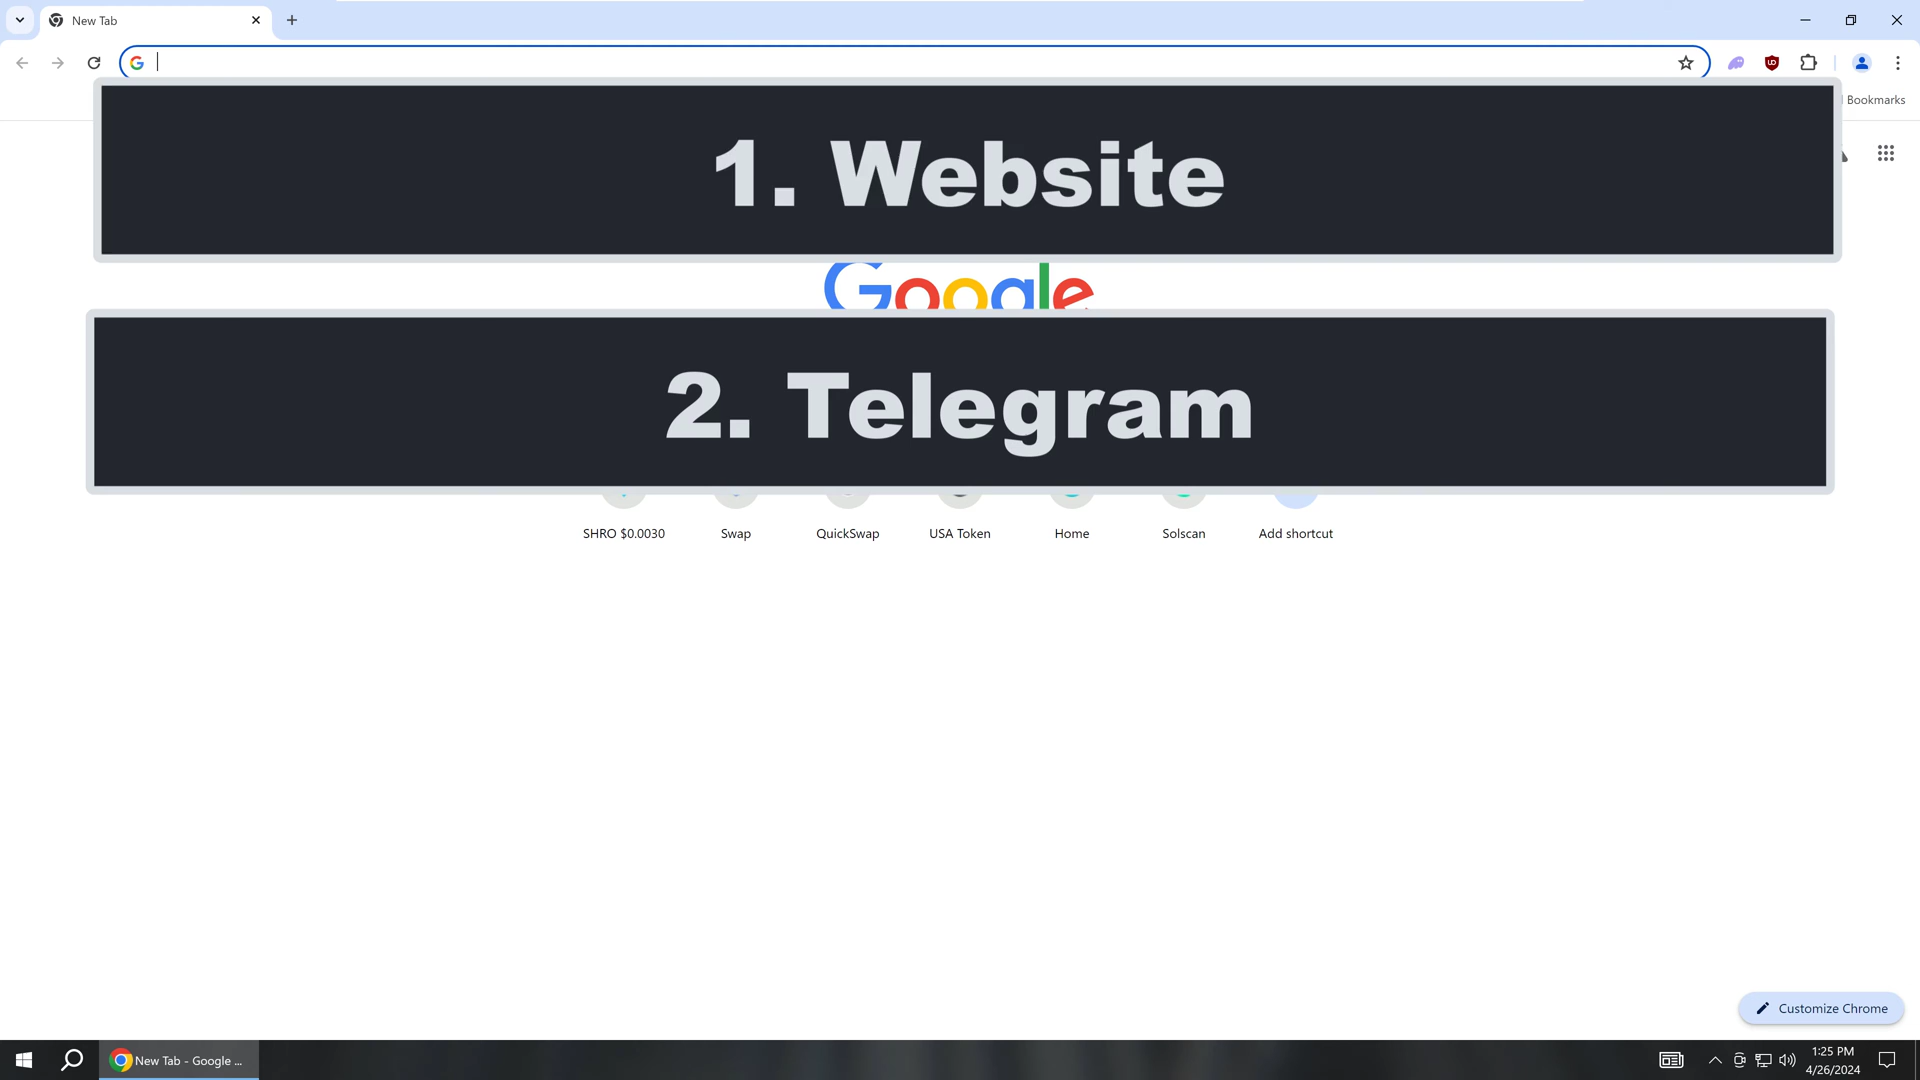 New Tab
Bookmarks
1. Website
Google
2. Telegram
SHRO $0.0030
Swap
QuickSwap
USA Token
Home
Solscan
Add shortcut
Customize Chrome
New Tab - Google ...
1:25 PM
4/26/2024